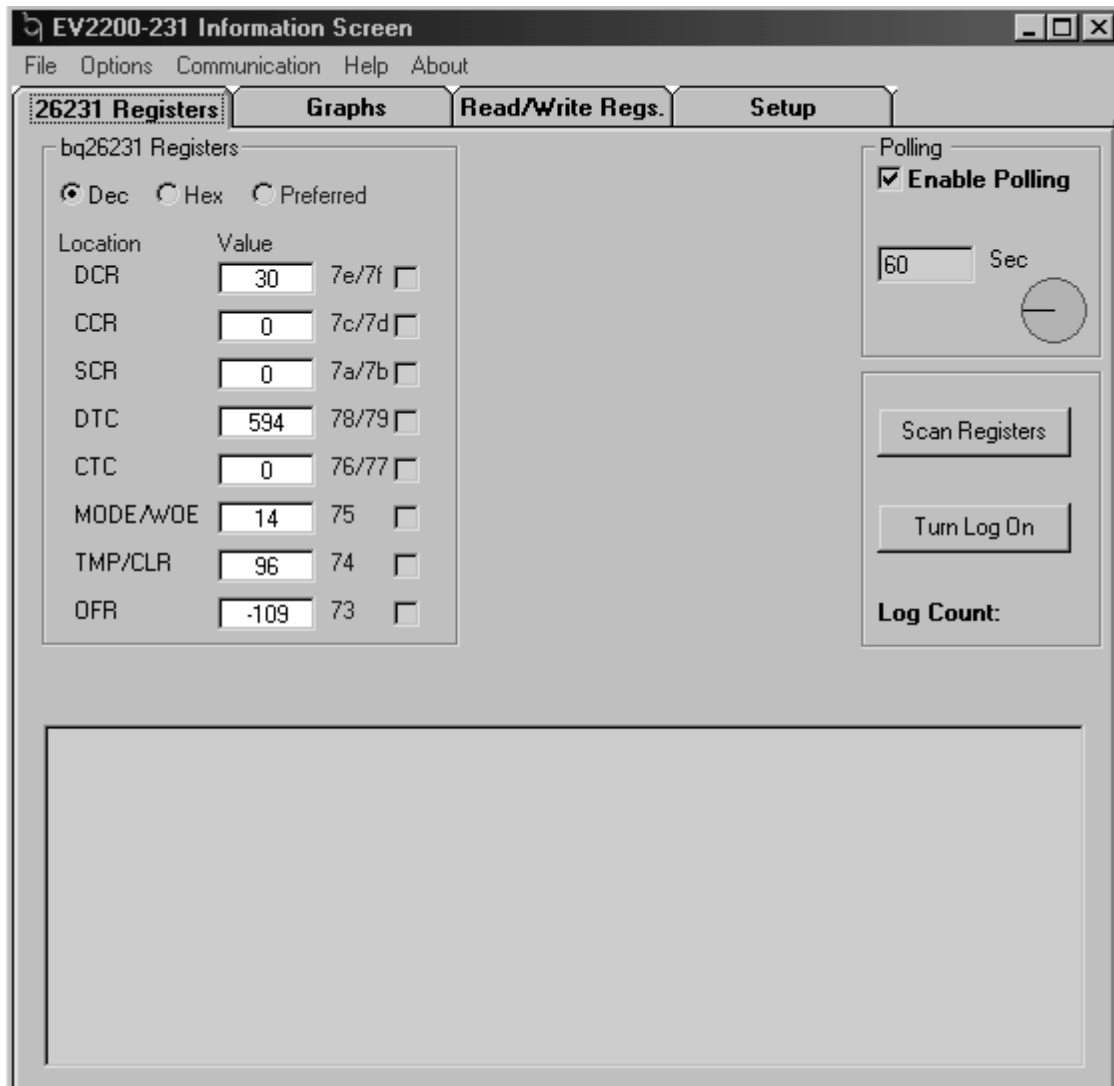 EV2200-231 Information Screen
File Options Communication Help About
26231 Registers Graphs Read/Write Regs. Setup
bq26231 Registers
Dec Hex Preferred
Location Value
DCR 30 7e/7f
CCR 0 7c/7d
SCR 0 7a/7b
DTC 594 78/79
CTC 0 76/77
MODE/WOE 14 75
TMP/CLR 96 74
OFR -109 73
Polling
Enable Polling
60 Sec
Scan Registers
Turn Log On
Log Count: